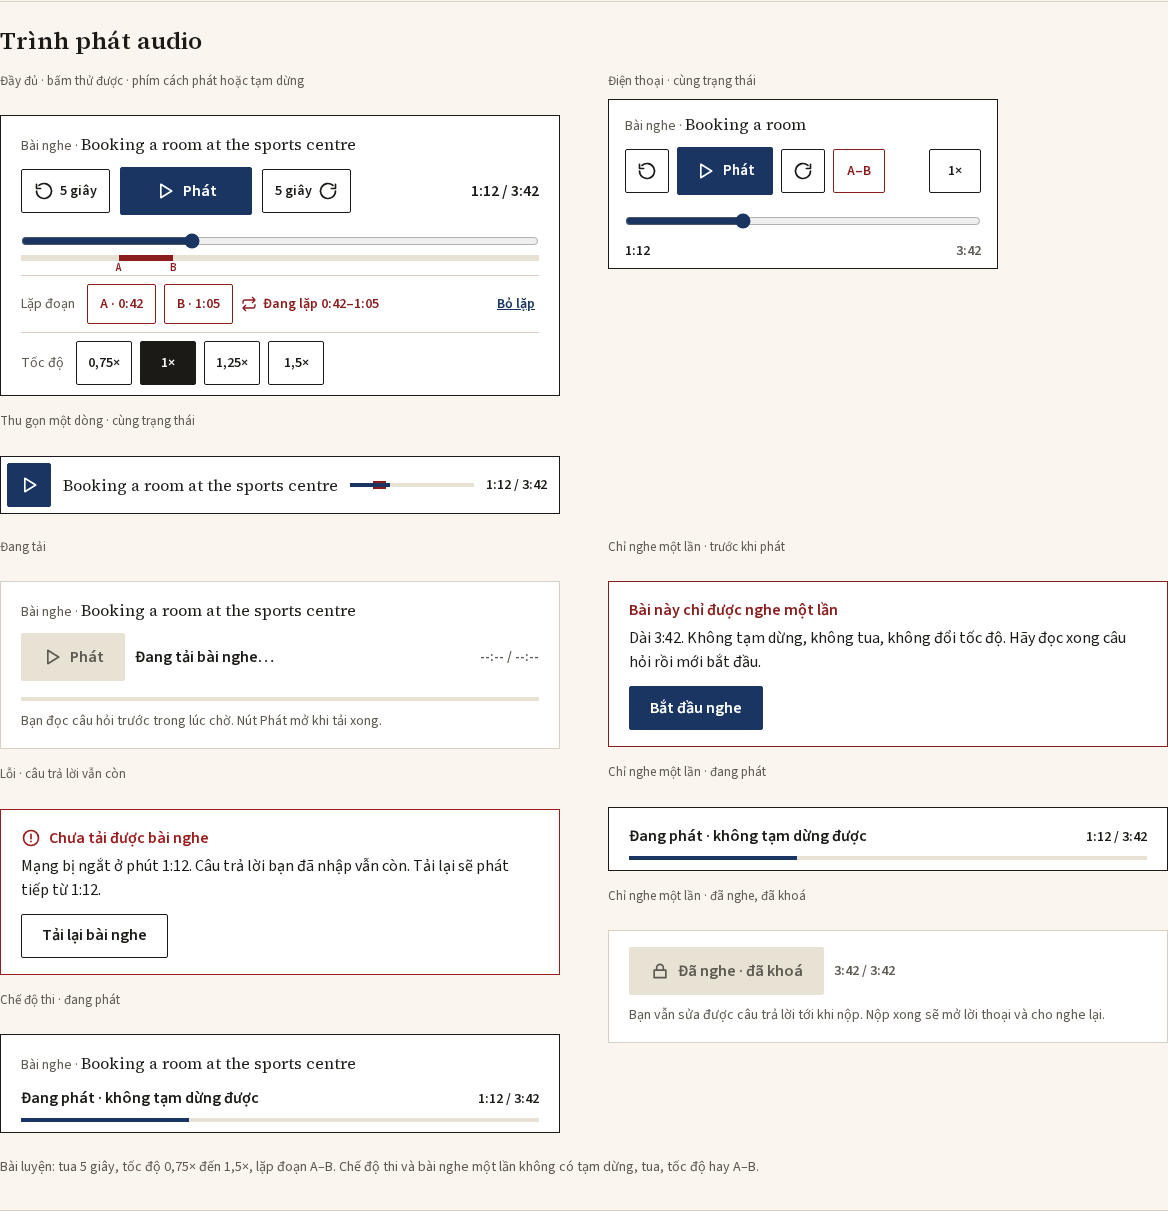 Trình phát audio
Đầy đủ · bấm thử được · phím cách phát hoặc tạm dừng
Bài nghe · Booking a room at the sports centre
5 giây
Phát
5 giây
1:12 / 3:42
A
B
Lặp đoạn
A · 0:42
B · 1:05
Đang lặp 0:42–1:05
Bỏ lặp
Tốc độ
0,75×
1×
1,25×
1,5×
Điện thoại · cùng trạng thái
Bài nghe · Booking a room
Phát
A–B
1×
1:12
3:42
Thu gọn một dòng · cùng trạng thái
Booking a room at the sports centre
1:12 / 3:42
Đang tải
Bài nghe · Booking a room at the sports centre
Phát
Đang tải bài nghe…
--:-- / --:--
Bạn đọc câu hỏi trước trong lúc chờ. Nút Phát mở khi tải xong.
Lỗi · câu trả lời vẫn còn
Chưa tải được bài nghe
Mạng bị ngắt ở phút 1:12. Câu trả lời bạn đã nhập vẫn còn. Tải lại sẽ phát
tiếp từ 1:12.
Tải lại bài nghe
Chế độ thi · đang phát
Bài nghe · Booking a room at the sports centre
Đang phát · không tạm dừng được
1:12 / 3:42
Chỉ nghe một lần · trước khi phát
Bài này chỉ được nghe một lần
Dài 3:42. Không tạm dừng, không tua, không đổi tốc độ. Hãy đọc xong câu
hỏi rồi mới bắt đầu.
Bắt đầu nghe
Chỉ nghe một lần · đang phát
Đang phát · không tạm dừng được
1:12 / 3:42
Chỉ nghe một lần · đã nghe, đã khoá
Đã nghe · đã khoá
3:42 / 3:42
Bạn vẫn sửa được câu trả lời tới khi nộp. Nộp xong sẽ mở lời thoại và cho nghe lại.
Bài luyện: tua 5 giây, tốc độ 0,75× đến 1,5×, lặp đoạn A–B. Chế độ thi và bài nghe một lần không có tạm dừng, tua, tốc độ hay A–B.